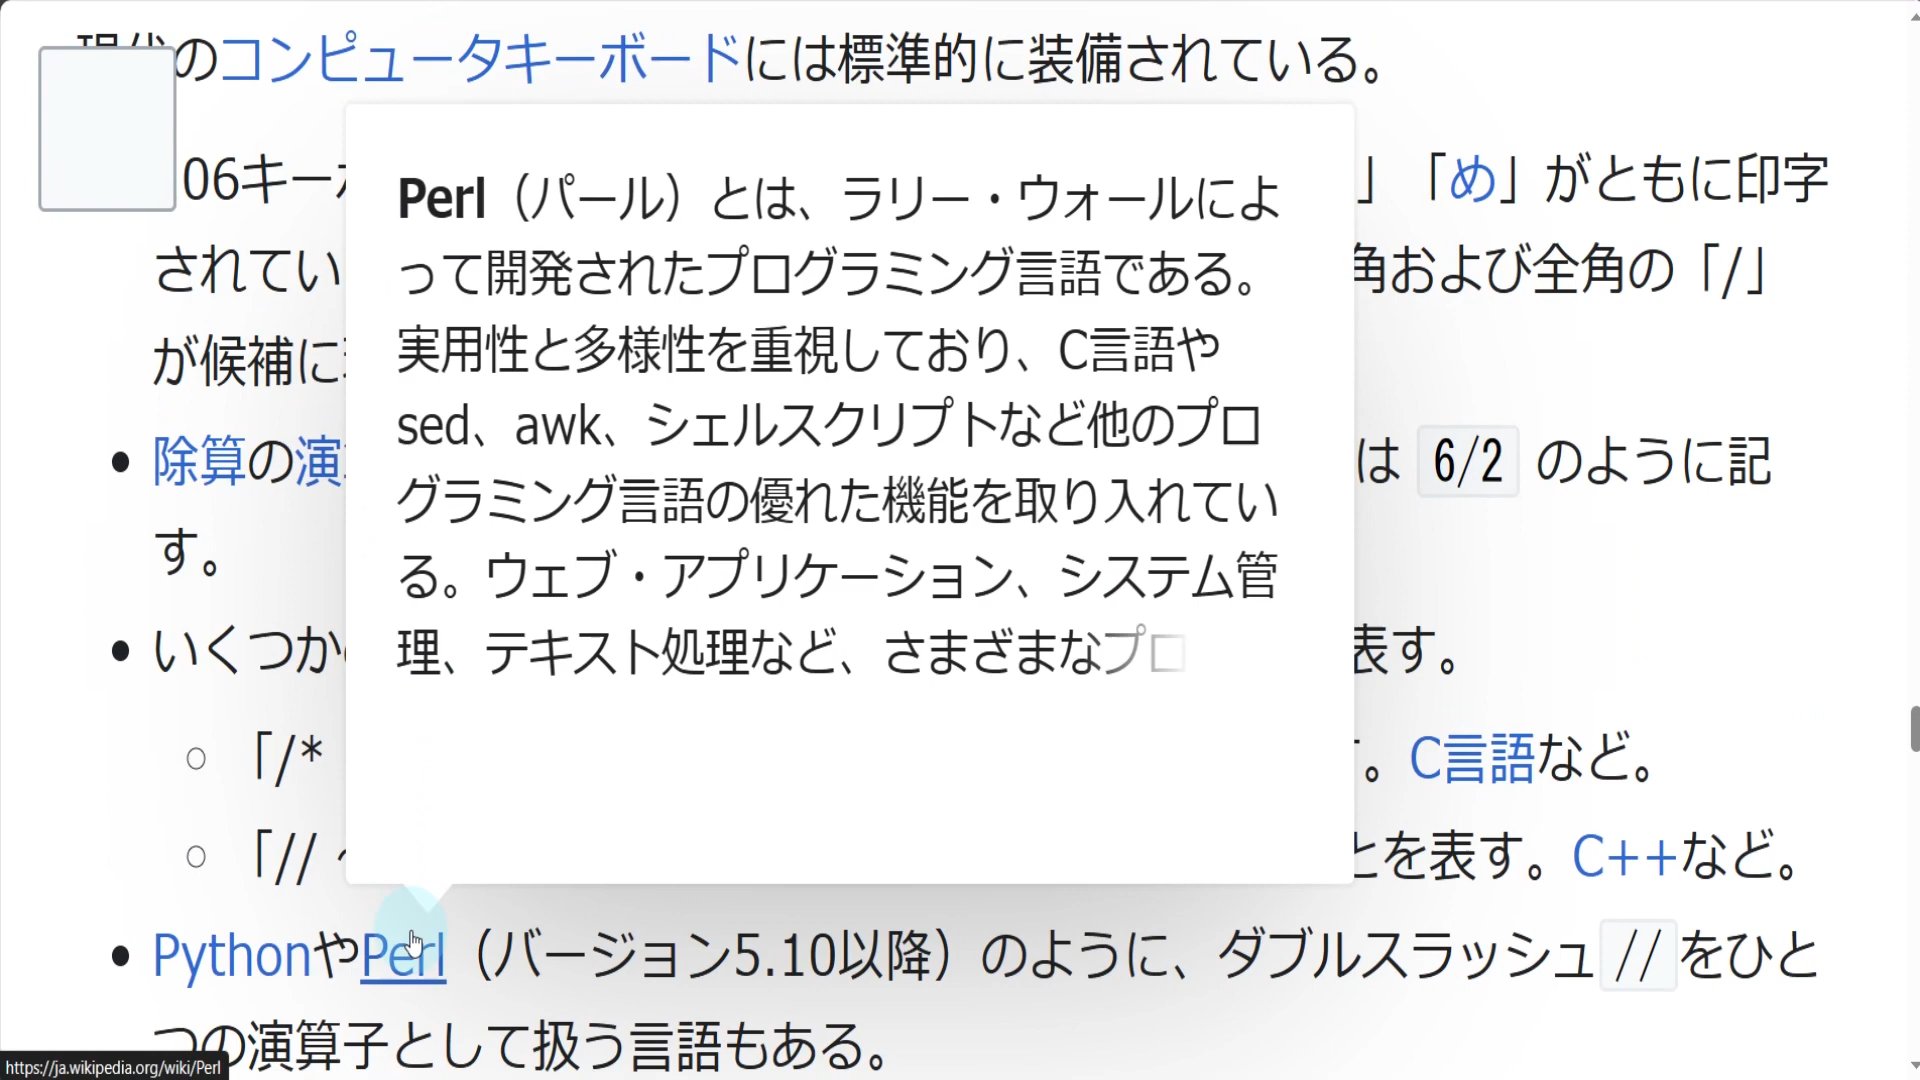 のコンピュータキーボードには標準的に装備されている。
06キー
」「め」がともに印字
されてい
角および全角の「/」
が候補に
Perl（パール）とは、ラリー・ウォールによ
って開発されたプログラミング言語である。
実用性と多様性を重視しており、C言語や
sed、awk、シェルスクリプトなど他のプロ
グラミング言語の優れた機能を取り入れてい
る。ウェブ・アプリケーション、システム管
理、テキスト処理など、さまざまなプロ
除算の演
は 6/2 のように記
す。
いくつか
表す。
「/*
。C言語など。
「// ~
とを表す。C++など。
PythonやPerl（バージョン5.10以降）のように、ダブルスラッシュ // をひと
つの演算子として扱う言語もある。
https://ja.wikipedia.org/wiki/Perl